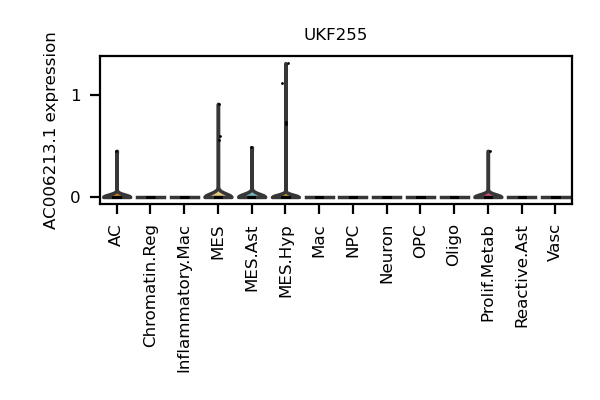 UKF255
AC006213.1 expression
1
0
AC
Chromatin.Reg
Inflammatory.Mac
MES
MES.Ast
MES.Hyp
Mac
NPC
Neuron
OPC
Oligo
Prolif.Metab
Reactive.Ast
Vasc